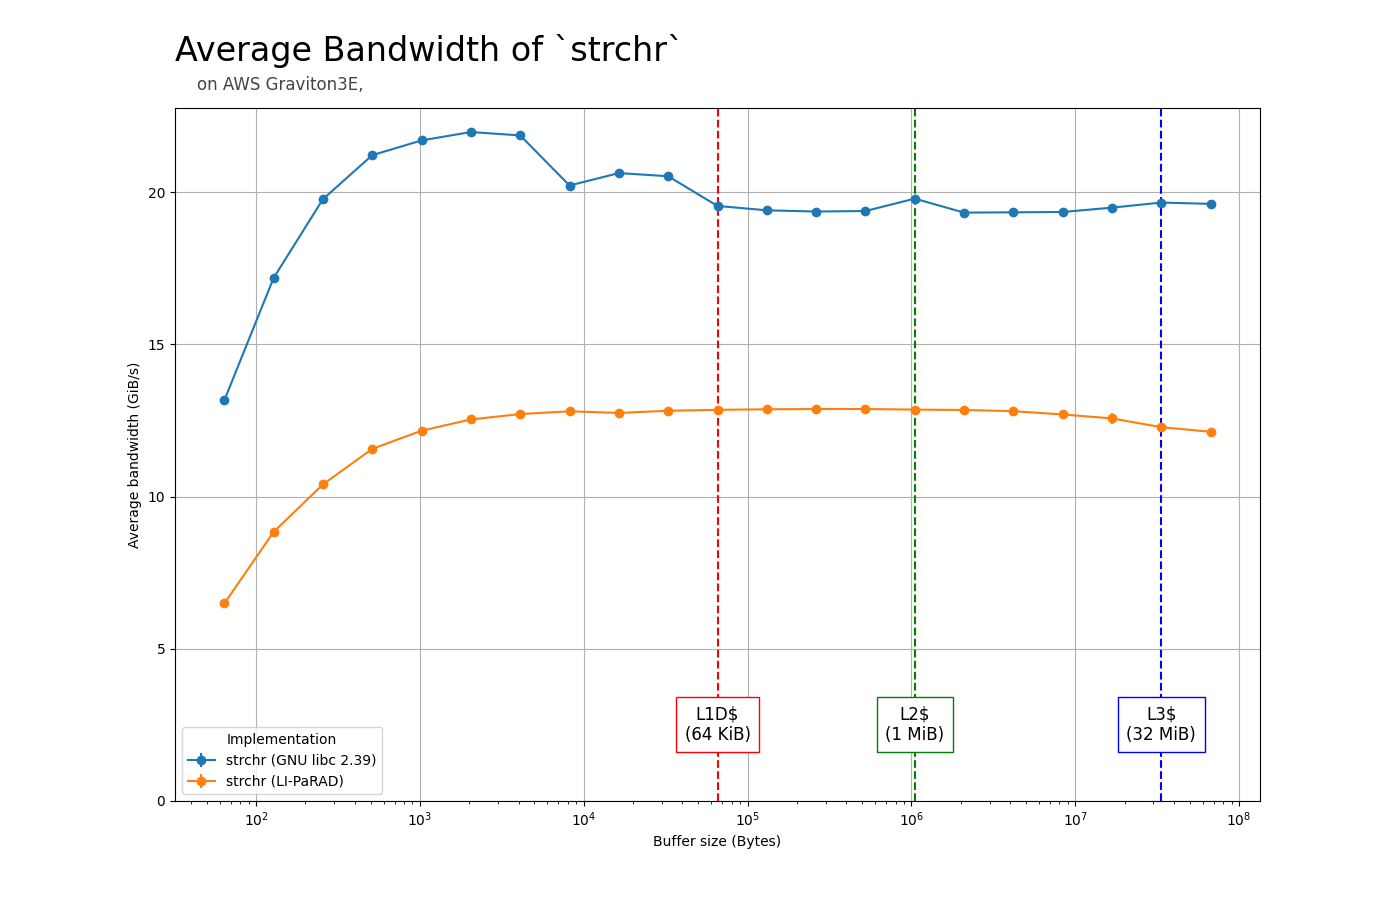 Average Bandwidth of `strchr`
on AWS Graviton3E,
Average bandwidth (GiB/s)
20
15
10
5
0
L1D$
(64 KiB)
L2$
(1 MiB)
L3$
(32 MiB)
Implementation
strchr (GNU libc 2.39)
strchr (LI-PaRAD)
10² 10³ 10⁴ 10⁵ 10⁶ 10⁷ 10⁸
Buffer size (Bytes)